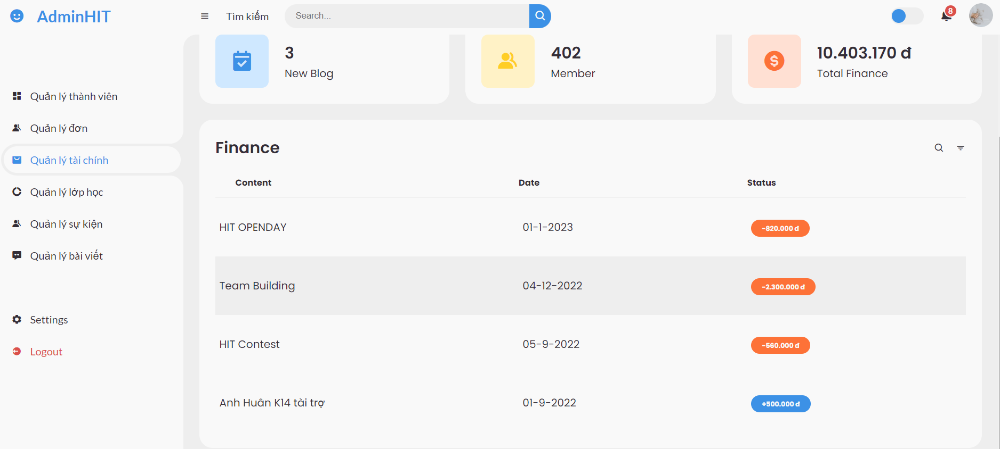 AdminHIT
Tìm kiếm
Search...
8
Quản lý thành viên
Quản lý đơn
Quản lý tài chính
Quản lý lớp học
Quản lý sự kiện
Quản lý bài viết
Settings
Logout
3
New Blog
402
Member
10.403.170 đ
Total Finance
Finance
Content Date Status
HIT OPENDAY 01-1-2023 -820.000 đ
Team Building 04-12-2022 -2.300.000 đ
HIT Contest 05-9-2022 -560.000 đ
Anh Huân K14 tài trợ 01-9-2022 +500.000 đ